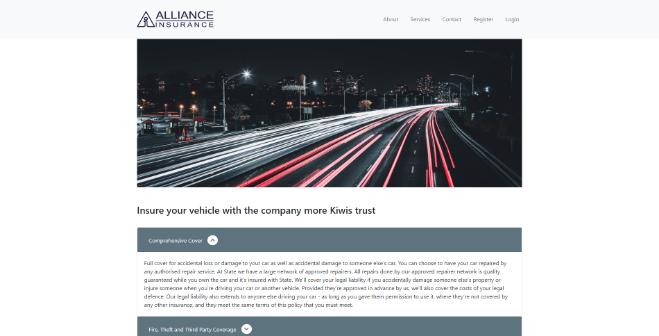 ALLIANCE
INSURANCE
About Services Contact Register Login
Insure your vehicle with the company more Kiwis trust
Comprehensive Cover
Full cover for accidental loss or damage to your car as well as accidental damage to someone else's car. You can choose to have your car repaired by
any authorised repair service. At State we have a large network of approved repairers. All repairs done by our approved repairer network is quality
guaranteed while you own the car and it's insured with State. We'll cover your legal liability if you accidentally damage someone else's property or
injure someone when you're driving your car or another vehicle. Provided they're approved in advance by us, we'll also cover the costs of your legal
defence. Our legal liability also extends to anyone else driving your car - as long as you gave them permission to use it, where they're not covered by
any other insurance, and they meet the same terms of this policy that you must meet.
Fire, Theft and Third Party Coverage